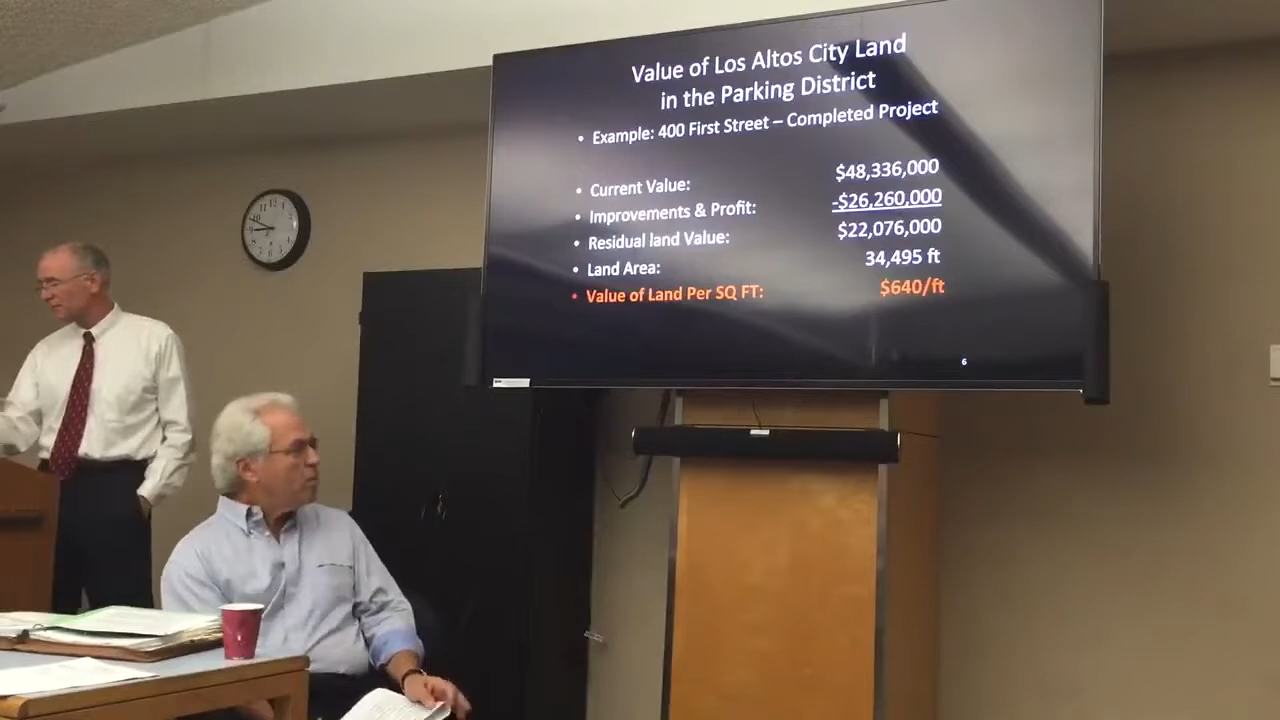 Value of Los Altos City Land
in the Parking District
• Example: 400 First Street – Completed Project
• Current Value: $48,336,000
• Improvements & Profit: -$26,260,000
• Residual land Value: $22,076,000
• Land Area: 34,495 ft
• Value of Land Per SQ FT: $640/ft
6